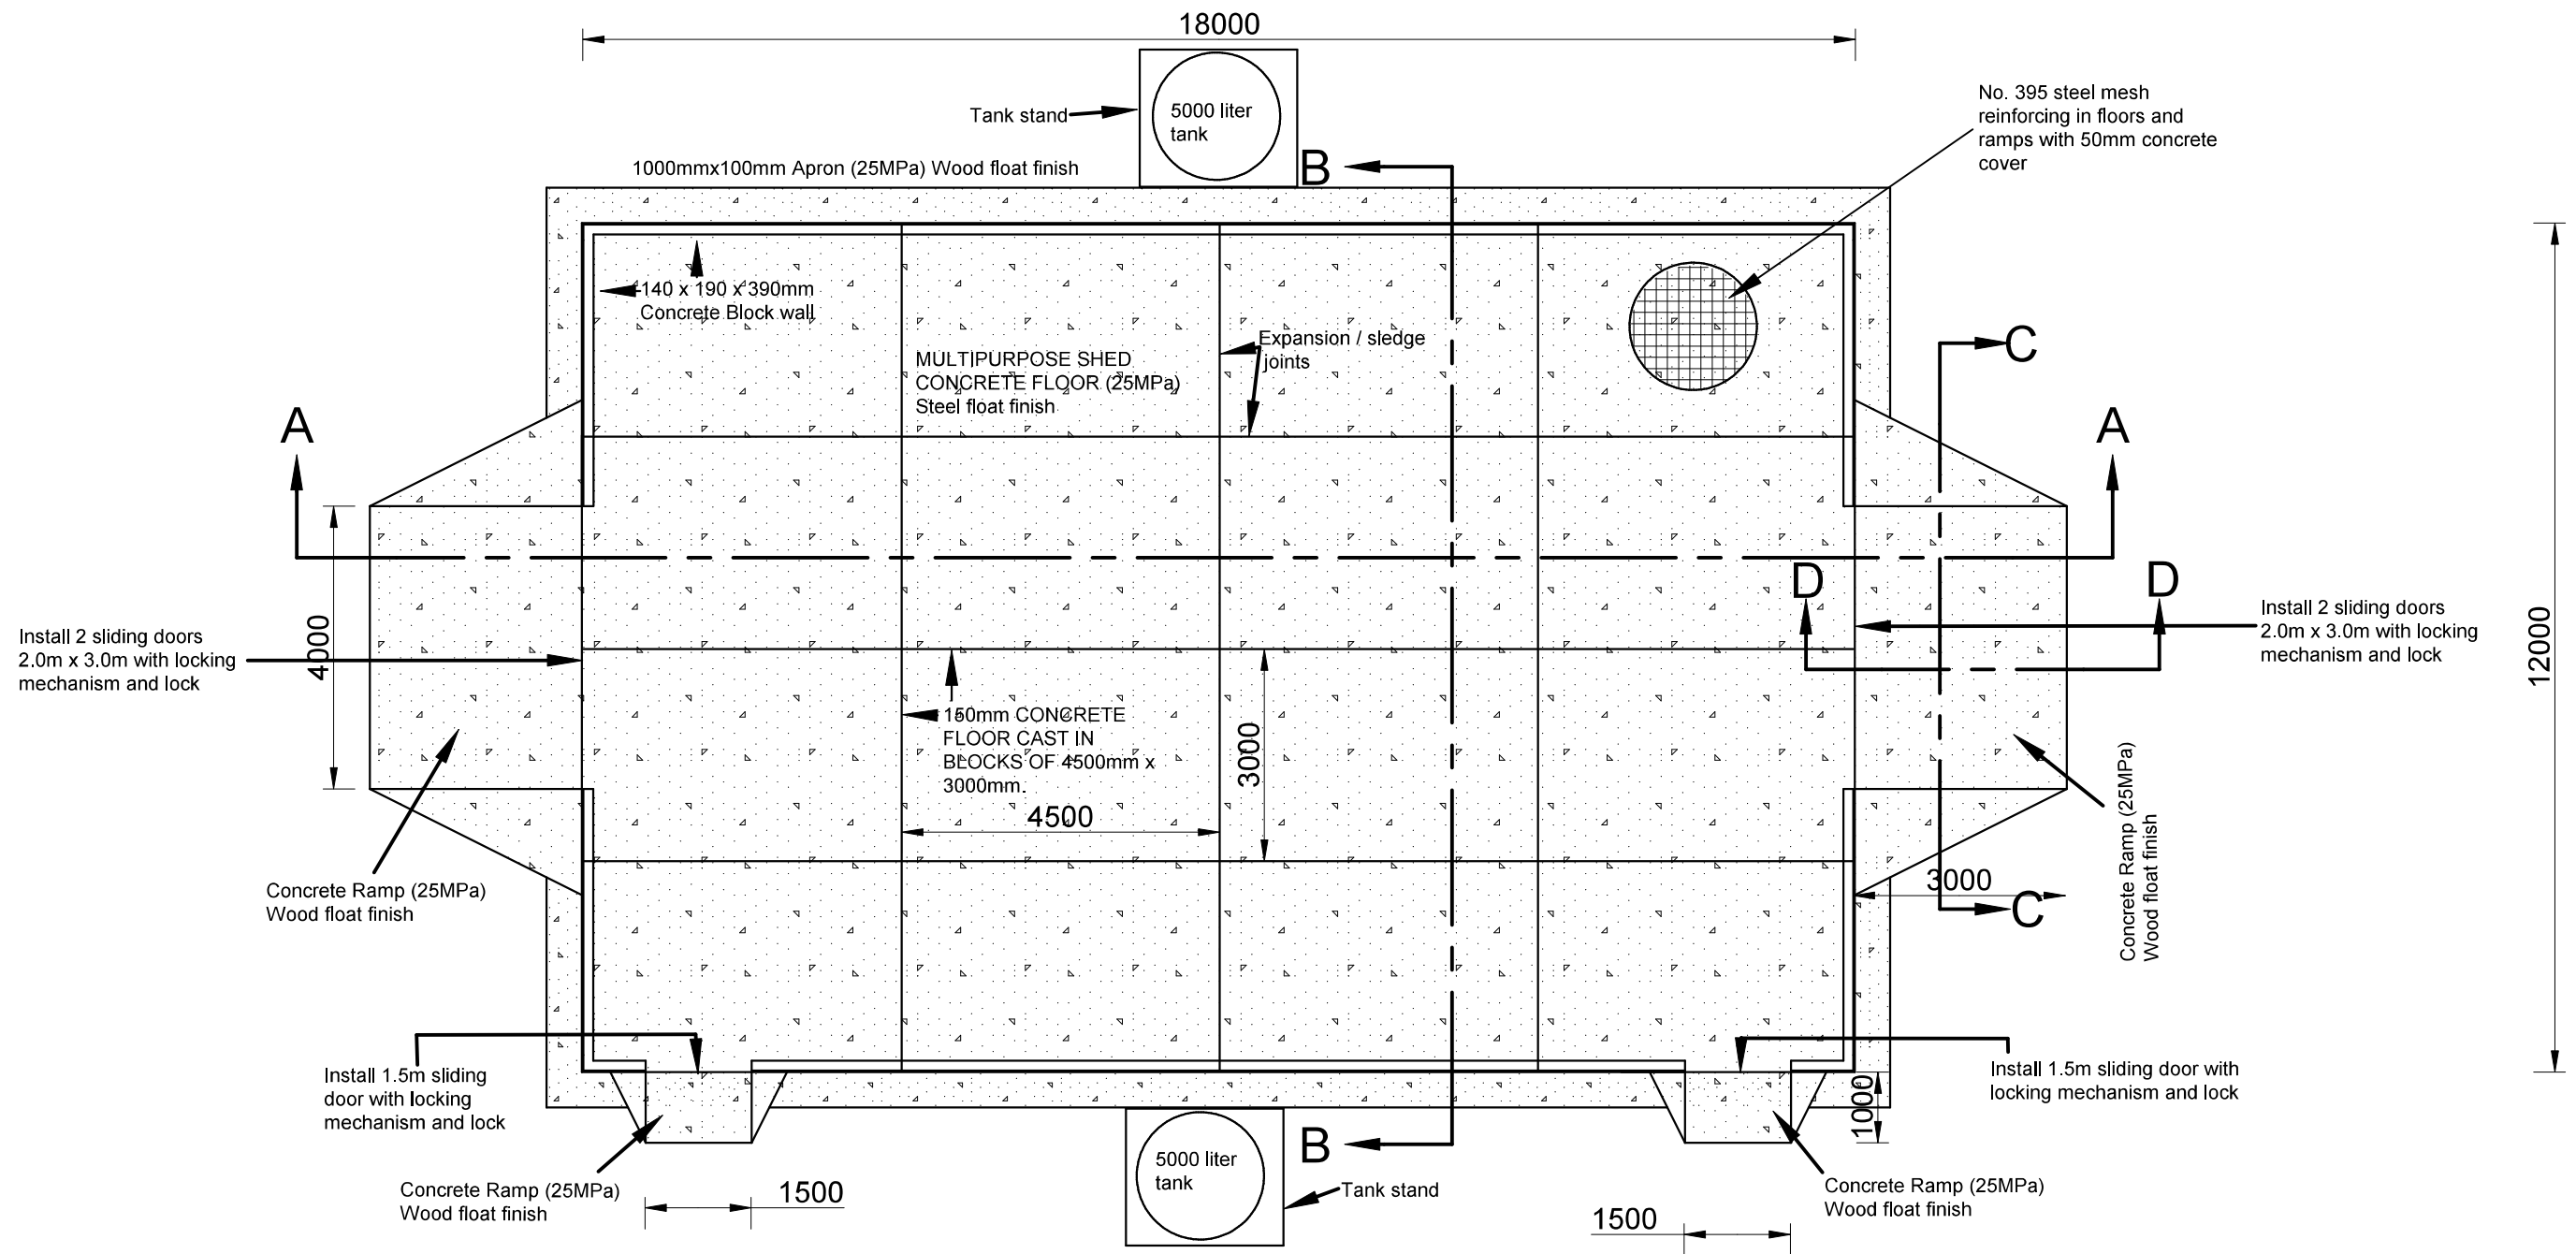 18000
Tank stand
5000 liter
tank
No. 395 steel mesh
reinforcing in floors and
ramps with 50mm concrete
cover
1000mmx100mm Apron (25MPa) Wood float finish
B
140 x 190 x 390mm
Concrete Block wall
Expansion / sledge
joints
MULTIPURPOSE SHED
CONCRETE FLOOR (25MPa)
Steel float finish
C
A
A
D
D
Install 2 sliding doors
2.0m x 3.0m with locking
mechanism and lock
4000
Install 2 sliding doors
2.0m x 3.0m with locking
mechanism and lock
12000
150mm CONCRETE
FLOOR CAST IN
BLOCKS OF 4500mm x
3000mm.
3000
4500
Concrete Ramp (25MPa)
Wood float finish
Concrete Ramp (25MPa)
Wood float finish
3000
C
Install 1.5m sliding
door with locking
mechanism and lock
Install 1.5m sliding door with
locking mechanism and lock
1000
B
5000 liter
tank
Tank stand
Concrete Ramp (25MPa)
Wood float finish
1500
Concrete Ramp (25MPa)
Wood float finish
1500